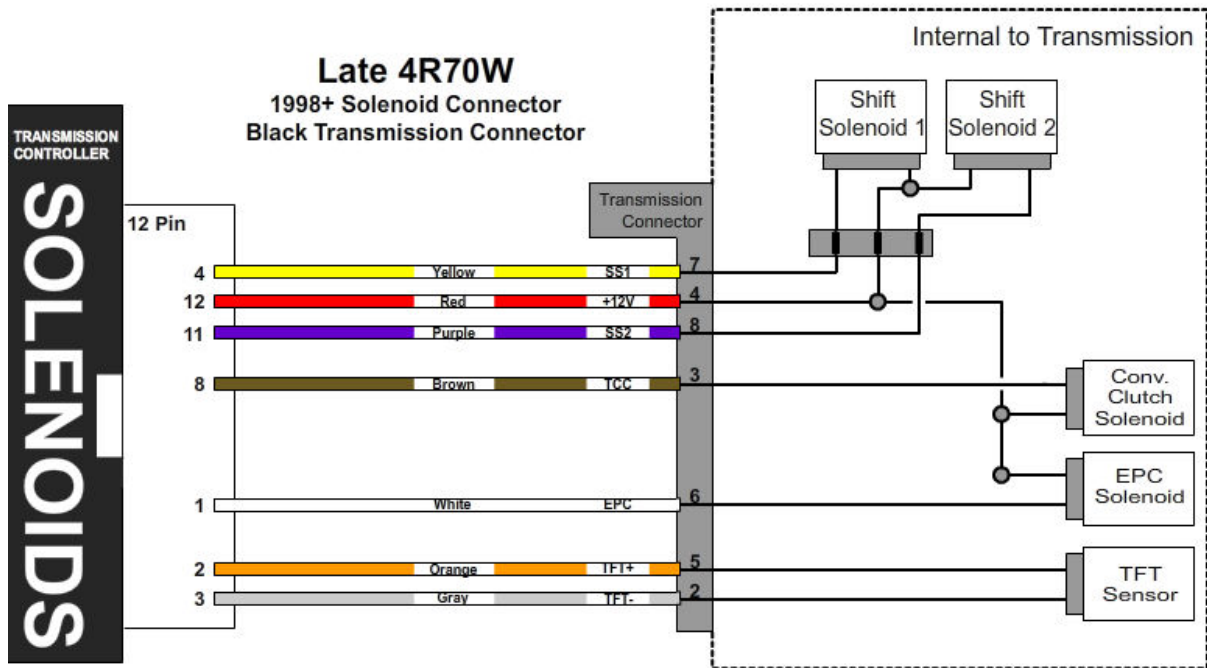 Late 4R70W
1998+ Solenoid Connector
Black Transmission Connector
Internal to Transmission
TRANSMISSION
CONTROLLER
SOLENOIDS
12 Pin
Transmission
Connector
Shift
Solenoid 1
Shift
Solenoid 2
4 Yellow SS1 7
12 Red +12V 4
11 Purple SS2 8
8 Brown TCC 3
1 White EPC 6
2 Orange TFT+ 5
3 Gray TFT- 2
Conv.
Clutch
Solenoid
EPC
Solenoid
TFT
Sensor